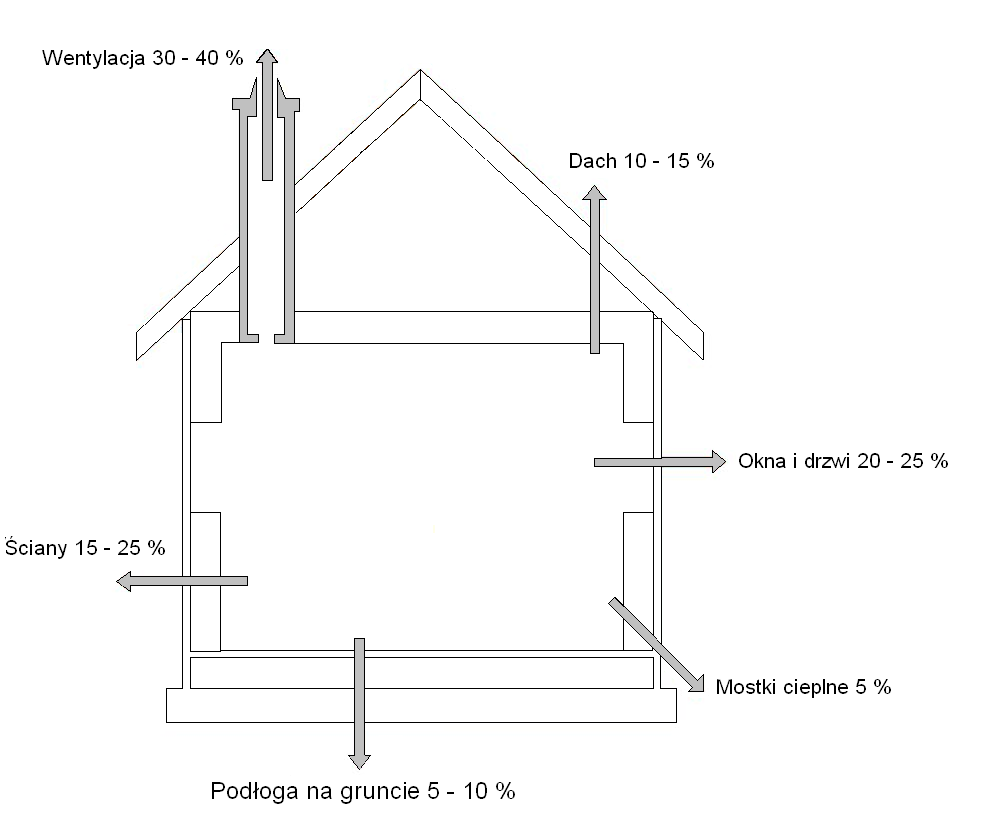 Wentylacja 30 - 40 %
Dach 10 - 15 %
Okna i drzwi 20 - 25 %
Ściany 15 - 25 %
Mostki cieplne 5 %
Podłoga na gruncie 5 - 10 %